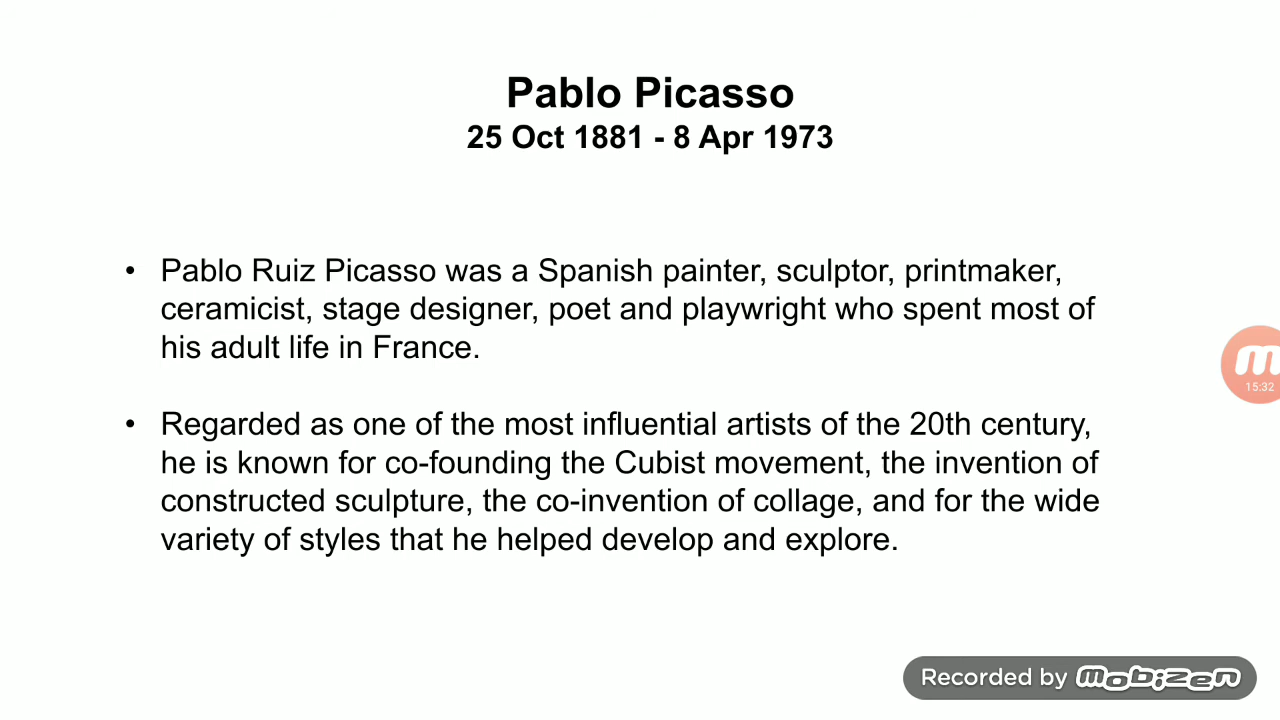 Pablo Picasso
25 Oct 1881 - 8 Apr 1973
• Pablo Ruiz Picasso was a Spanish painter, sculptor, printmaker,
ceramicist, stage designer, poet and playwright who spent most of
his adult life in France.
• Regarded as one of the most influential artists of the 20th century,
he is known for co-founding the Cubist movement, the invention of
constructed sculpture, the co-invention of collage, and for the wide
variety of styles that he helped develop and explore.
m
15:32
Recorded by mobizen